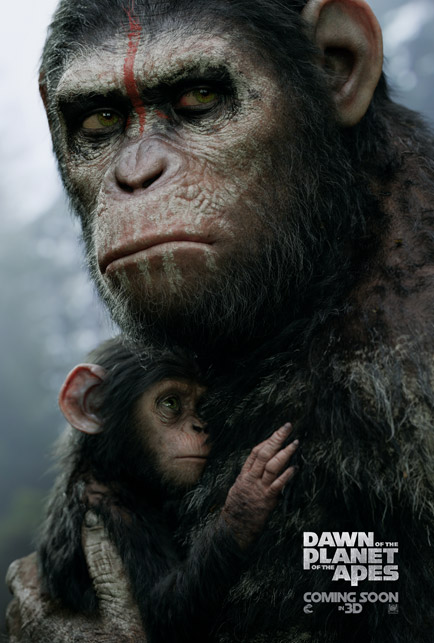 DAWN OF THE
PLANET
OF THE APES
COMING SOON
IN 3D